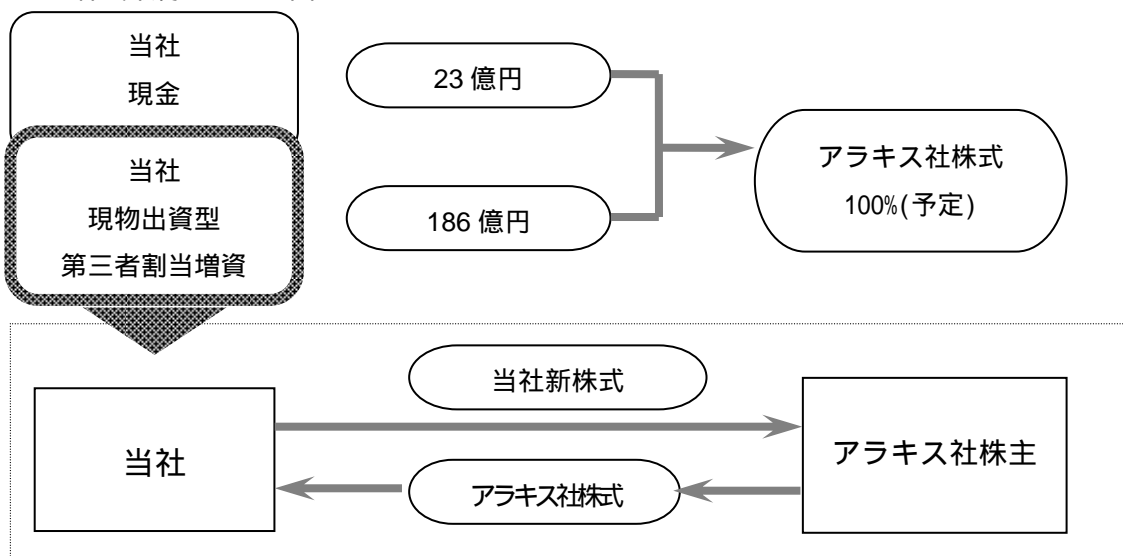 当社
現金
23 億円
当社
現物出資型
第三者割当増資
186 億円
アラキス社株式
100%(予定)
当社新株式
当社
アラキス社株主
アラキス社株式